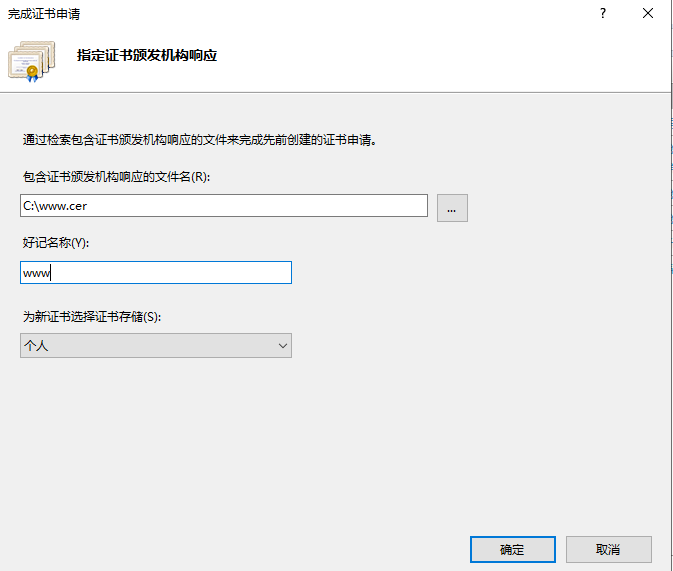 完成证书申请
?
指定证书颁发机构响应
通过检索包含证书颁发机构响应的文件来完成先前创建的证书申请。
包含证书颁发机构响应的文件名(R):
C:\www.cer
...
好记名称(Y):
www
为新证书选择证书存储(S):
个人
确定
取消